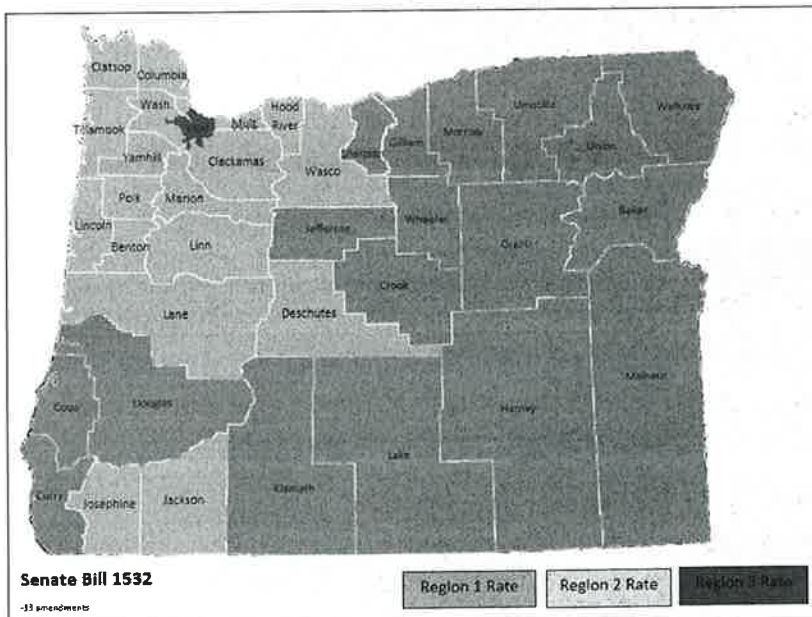 Clatsop
Columbia
Wash.
Tillamook
Mult
Hood
River
Yamhill
Clackamas
Wasco
Sherman
Gilliam
Morrow
Umatilla
Union
Wallowa
Polk
Marion
Lincoln
Benton
Linn
Jefferson
Wheeler
Grant
Baker
Crook
Lane
Deschutes
Coos
Douglas
Curry
Josephine
Jackson
Klamath
Lake
Harney
Malheur
Senate Bill 1532
-33 amendments
Region 1 Rate
Region 2 Rate
Region 3 Rate